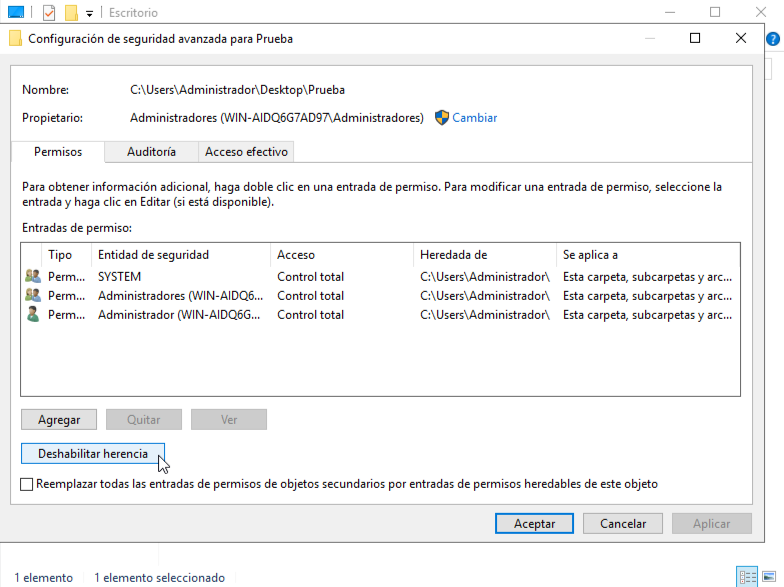 Escritorio
Configuración de seguridad avanzada para Prueba
Nombre: C:\Users\Administrador\Desktop\Prueba
Propietario: Administradores (WIN-AIDQ6G7AD97\Administradores) Cambiar
Permisos Auditoría Acceso efectivo
Para obtener información adicional, haga doble clic en una entrada de permiso. Para modificar una entrada de permiso, seleccione la
entrada y haga clic en Editar (si está disponible).
Entradas de permiso:
Tipo Entidad de seguridad Acceso Heredada de Se aplica a
Perm... SYSTEM Control total C:\Users\Administrador\ Esta carpeta, subcarpetas y arc...
Perm... Administradores (WIN-AIDQ6... Control total C:\Users\Administrador\ Esta carpeta, subcarpetas y arc...
Perm... Administrador (WIN-AIDQ6G... Control total C:\Users\Administrador\ Esta carpeta, subcarpetas y arc...
Agregar Quitar Ver
Deshabilitar herencia
Reemplazar todas las entradas de permisos de objetos secundarios por entradas de permisos heredables de este objeto
Aceptar Cancelar Aplicar
1 elemento 1 elemento seleccionado